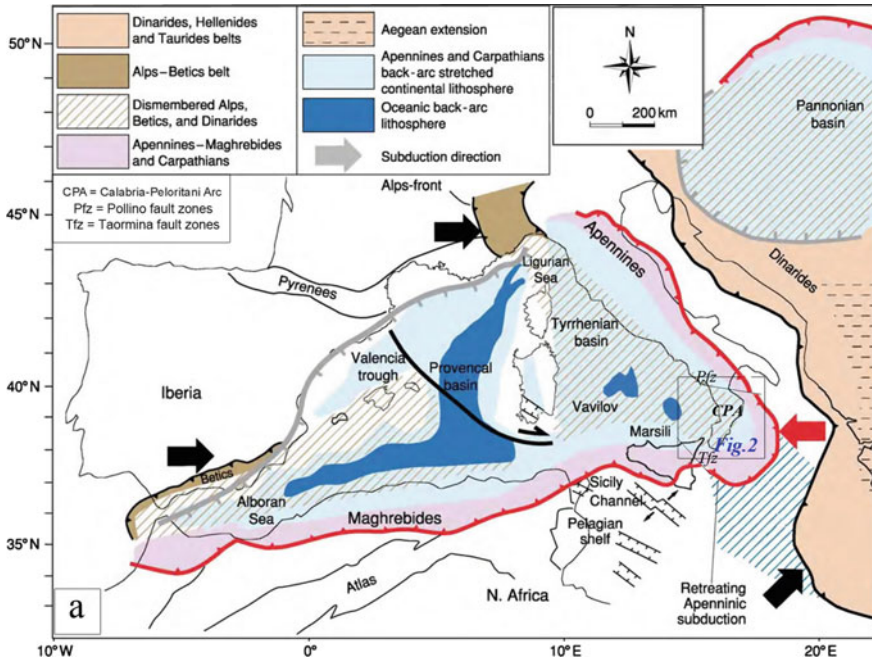 Dinarides, Hellenides
and Taurides belts
Alps–Betics belt
Dismembered Alps,
Betics, and Dinarides
Apennines–Maghrebides
and Carpathians
Aegean extension
Apennines and Carpathians
back-arc stretched
continental lithosphere
Oceanic back-arc
lithosphere
Subduction direction
N
0 200 km
CPA = Calabria-Peloritani Arc
Pfz = Pollino fault zones
Tfz = Taormina fault zones
50°N
45°N
40°N
35°N
10°W
0°
10°E
20°E
Pannonian
basin
Alps-front
Apennines
Dinarides
Ligurian
Sea
Pyrenees
Tyrrhenian
basin
Valencia
trough
Provençal
basin
Iberia
Pfz
CPA
Vavilov
Marsili
Fig.2
Tfz
Betics
Alboran
Sea
Sicily
Channel
Maghrebides
Pelagian
shelf
Atlas
N. Africa
Retreating
Apenninic
subduction
a